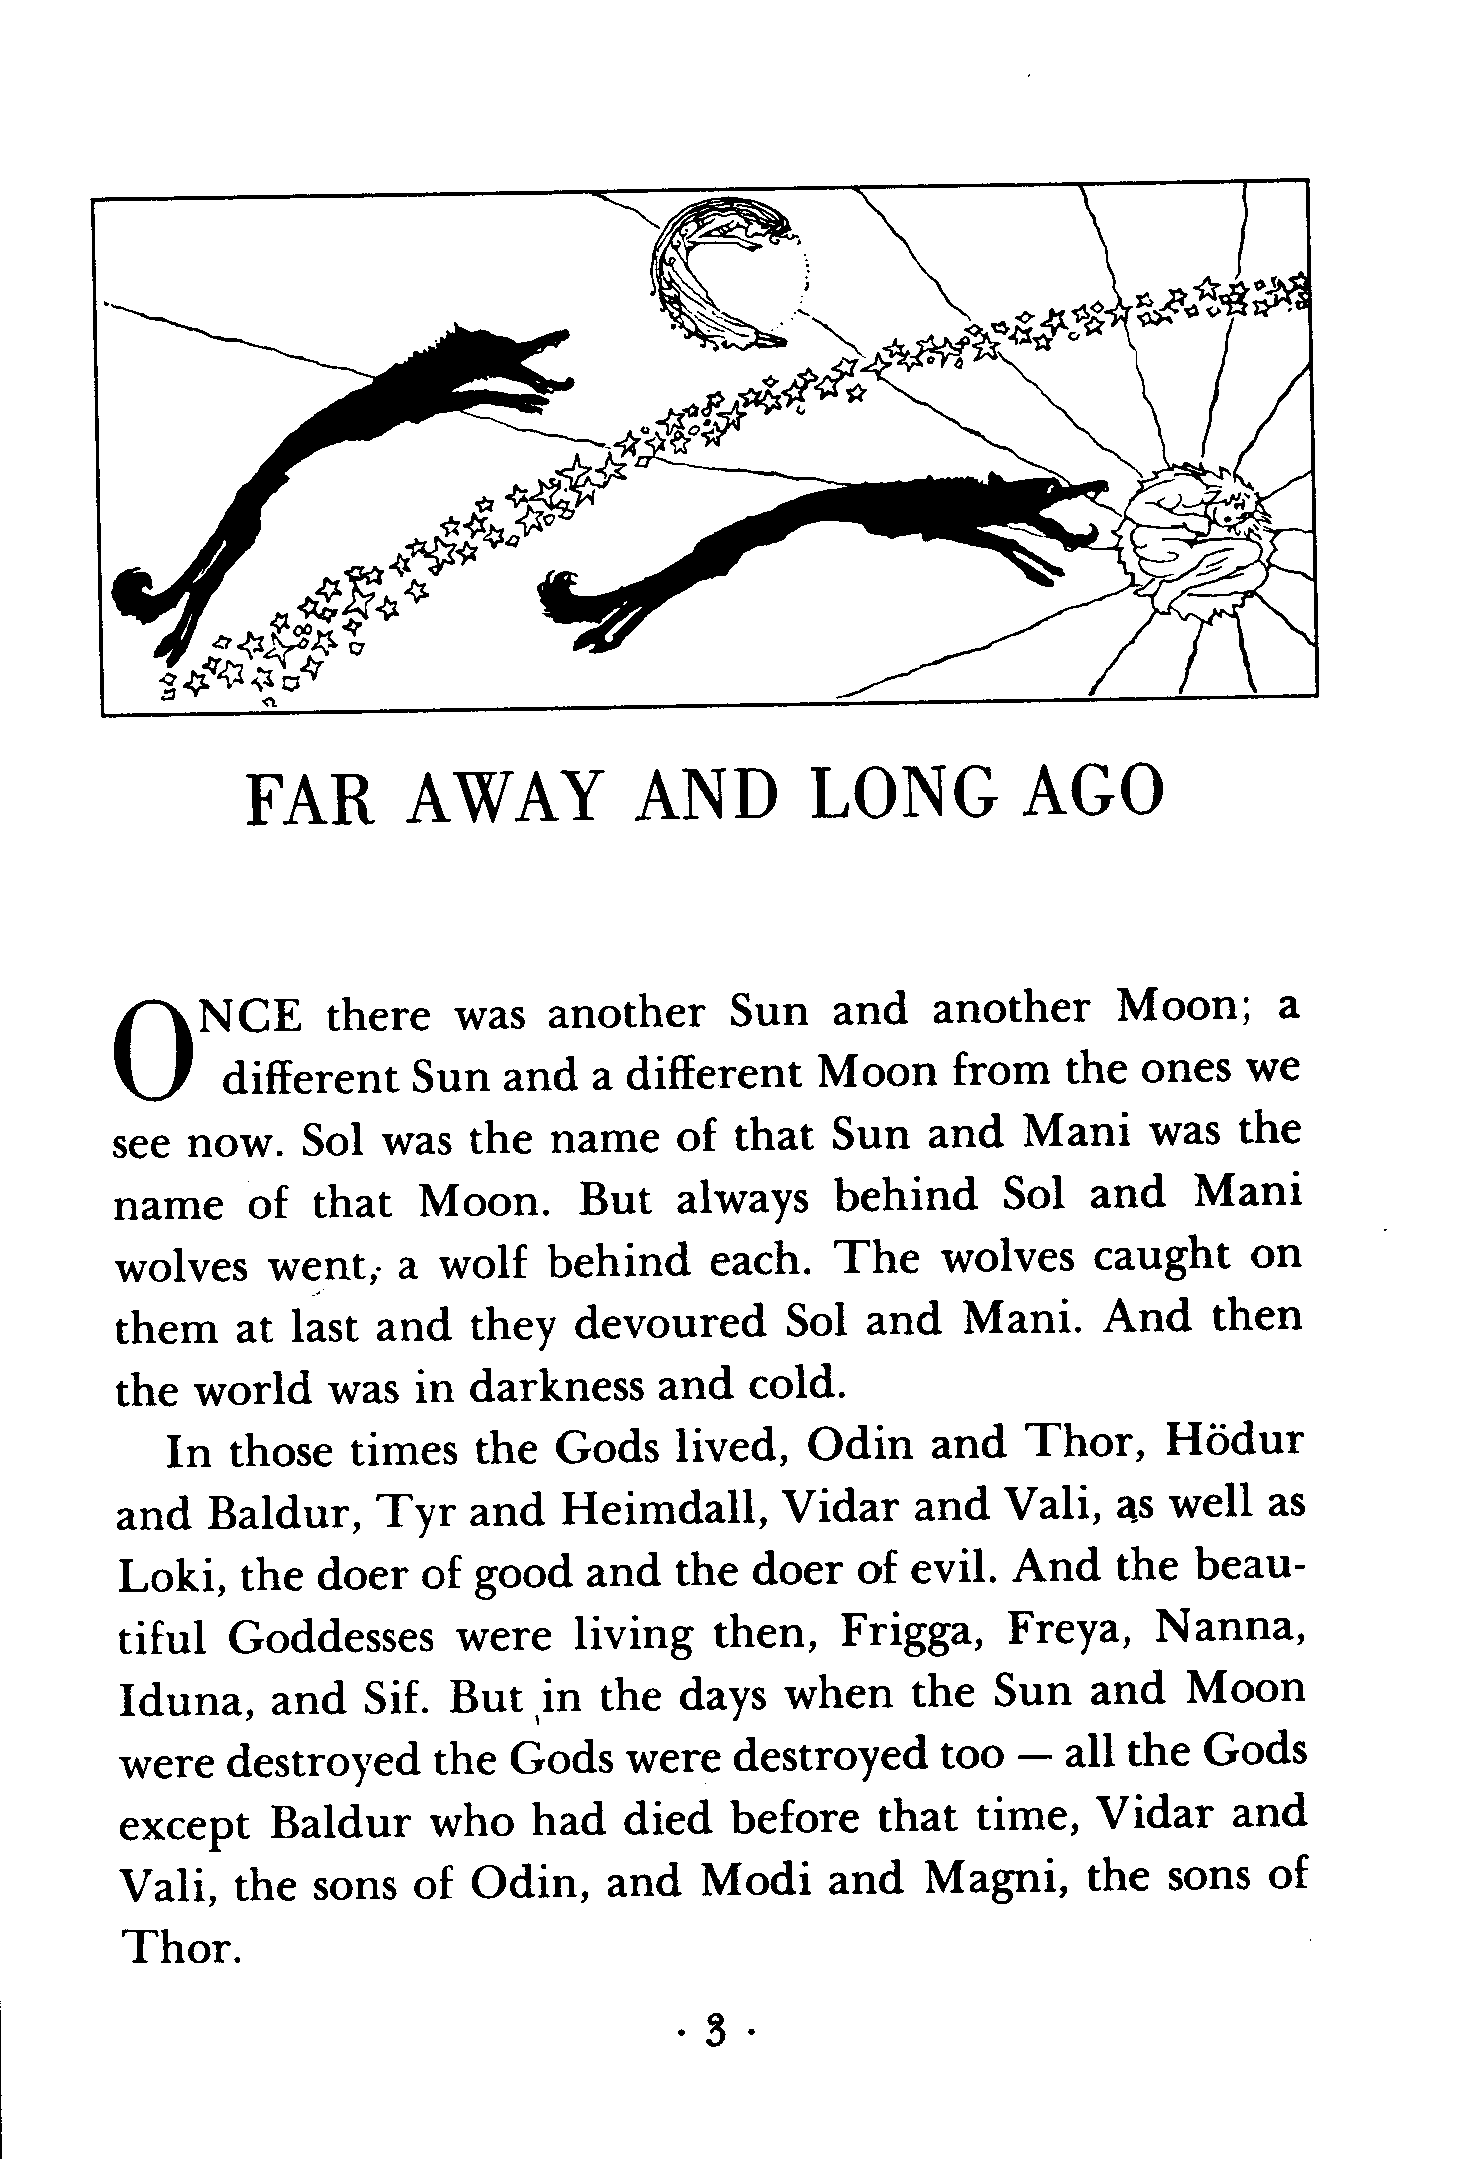 FAR AWAY AND LONG AGO
ONCE there was another Sun and another Moon; a
different Sun and a different Moon from the ones we
see now. Sol was the name of that Sun and Mani was the
name of that Moon. But always behind Sol and Mani
wolves went, a wolf behind each. The wolves caught on
them at last and they devoured Sol and Mani. And then
the world was in darkness and cold.
In those times the Gods lived, Odin and Thor, Hödur
and Baldur, Tyr and Heimdall, Vidar and Vali, as well as
Loki, the doer of good and the doer of evil. And the beau-
tiful Goddesses were living then, Frigga, Freya, Nanna,
Iduna, and Sif. But in the days when the Sun and Moon
were destroyed the Gods were destroyed too — all the Gods
except Baldur who had died before that time, Vidar and
Vali, the sons of Odin, and Modi and Magni, the sons of
Thor.
· 3 ·